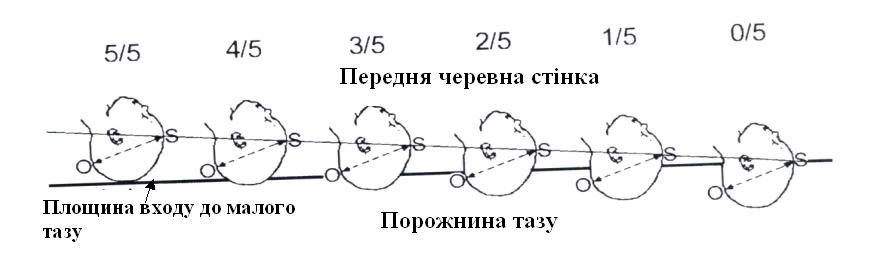 5/5 4/5 3/5 2/5 1/5 0/5
Передня черевна стінка
S S S S S S
O O O O O O
Площина входу до малого
тазу
Порожнина тазу